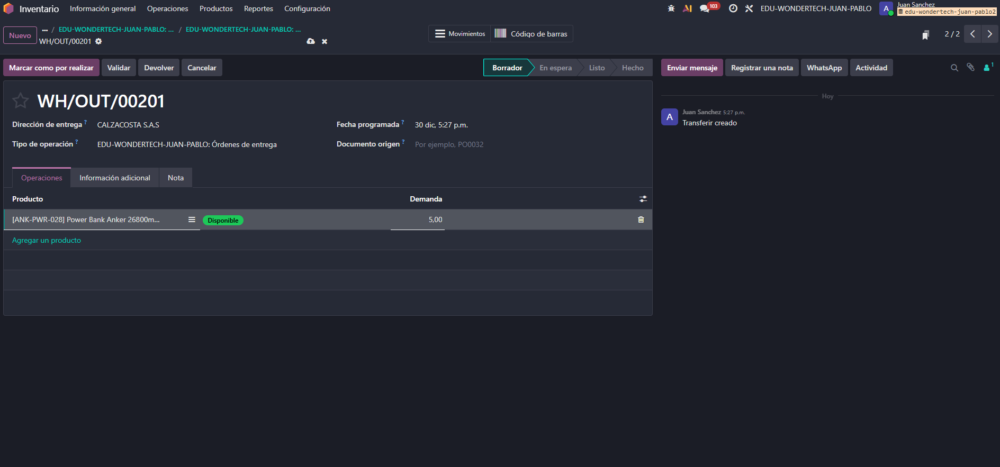 Inventario Información general Operaciones Productos Reportes Configuración
103 EDU-WONDERTECH-JUAN-PABLO A Juan Sanchez
edu-wondertech-juan-pablo2
Nuevo ... / EDU-WONDERTECH-JUAN-PABLO: ... / EDU-WONDERTECH-JUAN-PABLO: ...
WH/OUT/00201
Movimientos Código de barras
2 / 2
Marcar como por realizar Validar Devolver Cancelar
Borrador En espera Listo Hecho
Enviar mensaje Registrar una nota WhatsApp Actividad
1
WH/OUT/00201
Dirección de entrega ? CALZACOSTA S.A.S
Fecha programada ? 30 dic, 5:27 p.m.
Tipo de operación ? EDU-WONDERTECH-JUAN-PABLO: Órdenes de entrega
Documento origen ? Por ejemplo, PO0032
Operaciones Información adicional Nota
Producto Demanda
[ANK-PWR-028] Power Bank Anker 26800m... Disponible 5,00
Agregar un producto
Hoy
A Juan Sanchez 5:27 p.m.
Transferir creado